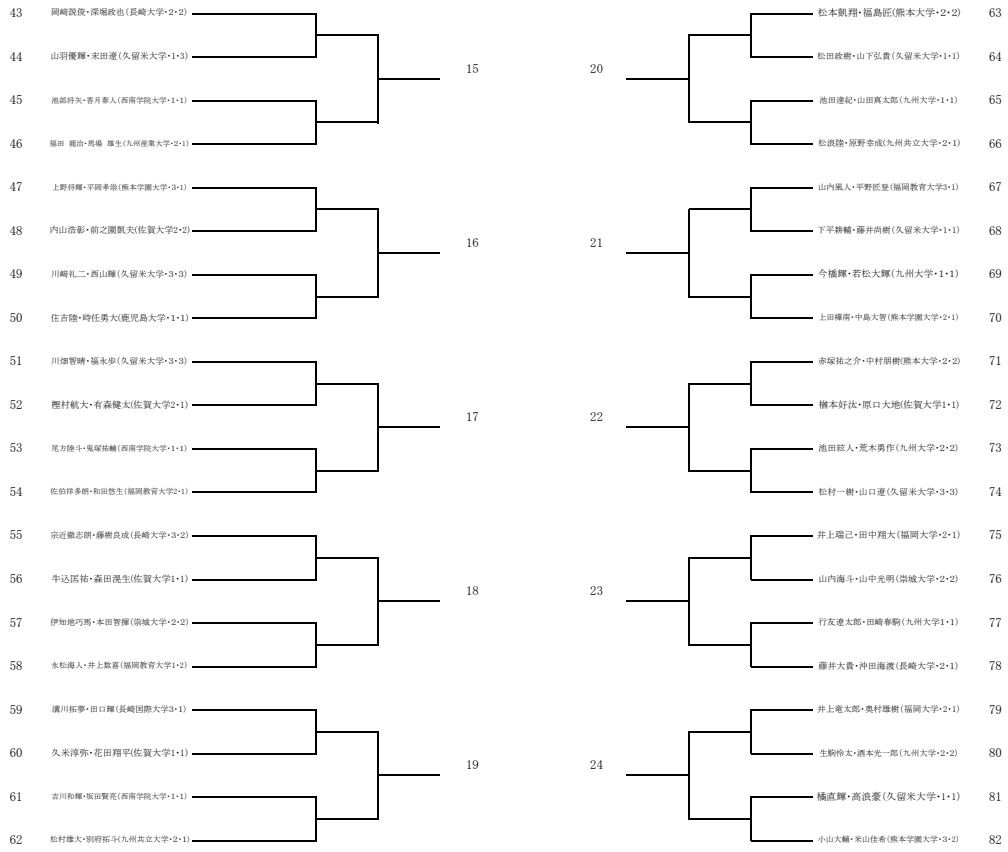 43 岡崎鋭俊・深堀政也(長崎大学・2・2)
44 山羽優輝・末田遼(久留米大学・1・3)
15
45 池部将矢・香月泰人(西南学院大学・1・1)
46 福田 龍治・馬場 雄生(九州産業大学・2・1)
47 上野将輝・平岡孝崇(熊本学園大学・3・1)
48 内山浩彰・前之園凱夫(佐賀大学2・2)
16
49 川崎礼二・西山輝(久留米大学・3・3)
50 住吉陸・時任勇大(鹿児島大学・1・1)
51 川畑智晴・福永歩(久留米大学・3・3)
52 樫村航大・有森健太(佐賀大学2・1)
17
53 尾方陸斗・鬼塚祐輔(西南学院大学・1・1)
54 佐伯祥多朗・和田悠生(福岡教育大学2・1)
55 宗近徹志朗・藤樹良成(長崎大学・3・2)
56 牛込匡祐・森田滉生(佐賀大学1・1)
18
57 伊知地巧馬・本田智揮(崇城大学・2・2)
58 永松海人・井上数喜(福岡教育大学1・2)
59 溝川拓夢・田口輝(長崎国際大学3・1)
60 久米淳弥・花田翔平(佐賀大学1・1)
19
61 吉川和輝・坂田賢亮(西南学院大学・1・1)
62 松村雄大・別府拓斗(九州共立大学・2・1)
松本凱翔・福島匠(熊本大学・2・2) 63
松田政樹・山下弘貴(久留米大学・1・1) 64
20
池田達紀・山田真太郎(九州大学・1・1) 65
松浪陸・原野幸成(九州共立大学・2・1) 66
山内風人・平野匠登(福岡教育大学3・1) 67
下平耕輔・藤井尚樹(久留米大学・1・1) 68
21
今橋輝・若松大輝(九州大学・1・1) 69
上田樺南・中島大智(熊本学園大学・2・1) 70
赤塚祐之介・中村朋樹(熊本大学・2・2) 71
楢本好汰・原口大地(佐賀大学1・1) 72
22
池田絃人・荒木勇作(九州大学・2・2) 73
松村一樹・山口遼(久留米大学・3・3) 74
井上瑞己・田中翔大(福岡大学・2・1) 75
山内海斗・山中光明(崇城大学・2・2) 76
23
行友遼太郎・田崎春駒(九州大学1・1) 77
藤井大貴・沖田海渡(長崎大学・2・1) 78
井上竜太郎・奥村雄樹(福岡大学・2・1) 79
生駒怜太・酒本光一郎(九州大学・2・2) 80
24
橘直輝・高浪豪(久留米大学・1・1) 81
小山大輔・米山佳希(熊本学園大学・3・2) 82